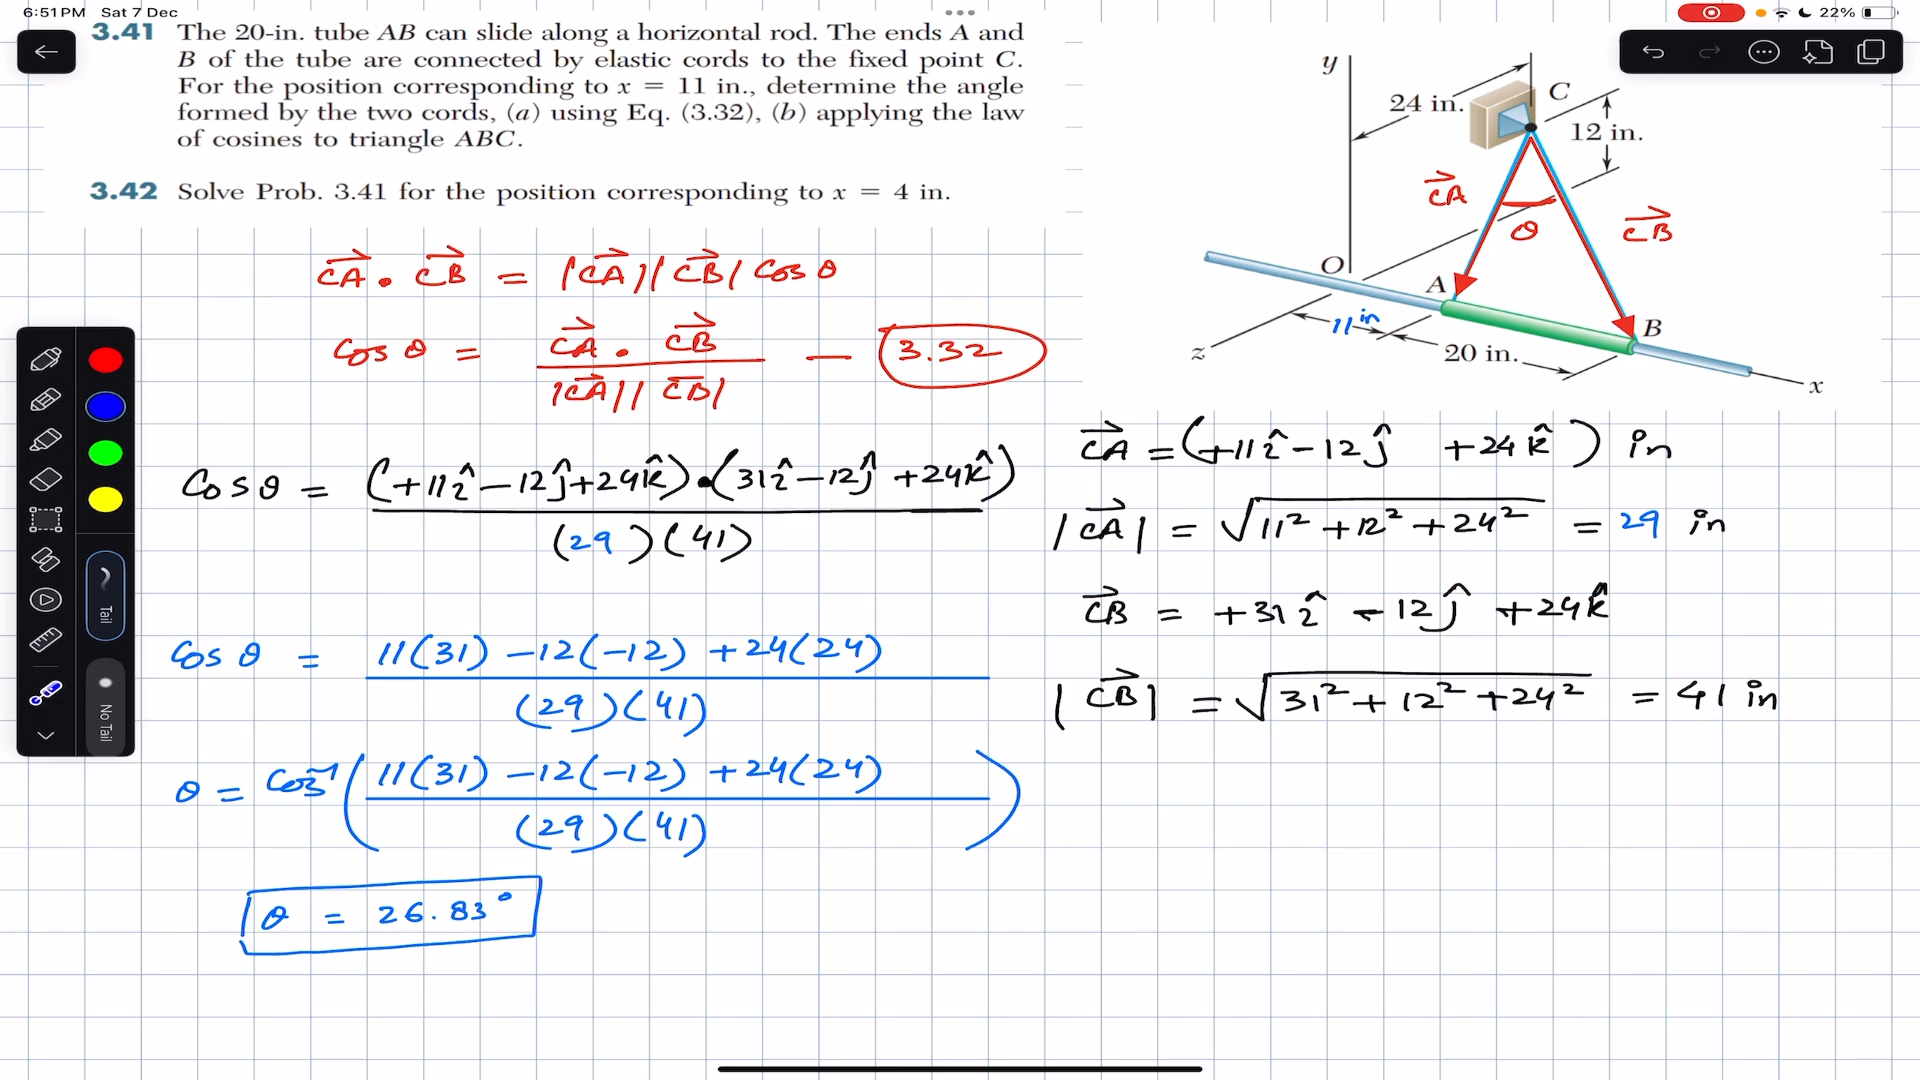 6:51 PM Sat 7 Dec
22%
3.41 The 20-in. tube AB can slide along a horizontal rod. The ends A and
B of the tube are connected by elastic cords to the fixed point C.
For the position corresponding to x = 11 in., determine the angle
formed by the two cords, (a) using Eq. (3.32), (b) applying the law
of cosines to triangle ABC.
3.42 Solve Prob. 3.41 for the position corresponding to x = 4 in.
y
24 in.
C
12 in.
CA⃗
θ
CB⃗
O
A
11 in
B
20 in.
z
x
CA⃗ . CB⃗ = |CA⃗||CB⃗| Cos θ
Cos θ = CA⃗ . CB⃗ / |CA⃗||CB| — 3.32
Cos θ = (+11î – 12ĵ + 24k̂) • (31î – 12ĵ + 24k̂) / (29)(41)
Cos θ = 11(31) – 12(–12) + 24(24) / (29)(41)
θ = Cos⁻¹ ( 11(31) – 12(–12) + 24(24) / (29)(41) )
θ = 26.83°
CA⃗ = (+11î – 12ĵ + 24k̂) in
|CA⃗| = √11² + 12² + 24² = 29 in
CB⃗ = +31î – 12ĵ + 24k̂
|CB⃗| = √31² + 12² + 24² = 41 in
Tail
No Tail